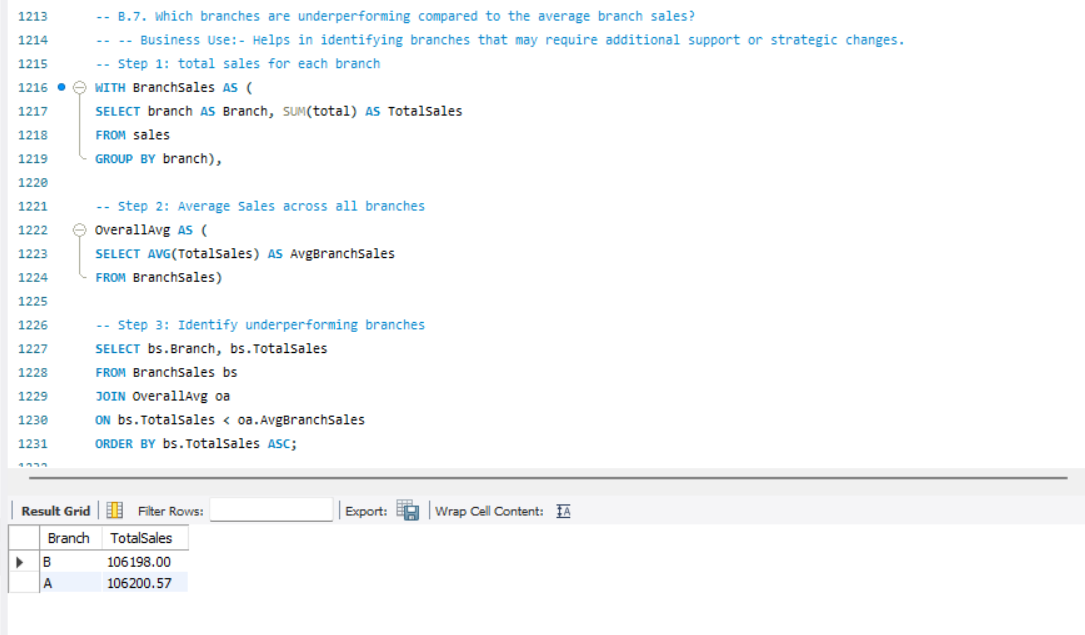 1213 -- B.7. Which branches are underperforming compared to the average branch sales?
1214 -- -- Business Use:- Helps in identifying branches that may require additional support or strategic changes.
1215 -- Step 1: total sales for each branch
1216 WITH BranchSales AS (
1217 SELECT branch AS Branch, SUM(total) AS TotalSales
1218 FROM sales
1219 GROUP BY branch),
1220
1221 -- Step 2: Average Sales across all branches
1222 OverallAvg AS (
1223 SELECT AVG(TotalSales) AS AvgBranchSales
1224 FROM BranchSales)
1225
1226 -- Step 3: Identify underperforming branches
1227 SELECT bs.Branch, bs.TotalSales
1228 FROM BranchSales bs
1229 JOIN OverallAvg oa
1230 ON bs.TotalSales < oa.AvgBranchSales
1231 ORDER BY bs.TotalSales ASC;
Result Grid Filter Rows: Export: Wrap Cell Content: IA
Branch TotalSales
B 106198.00
A 106200.57